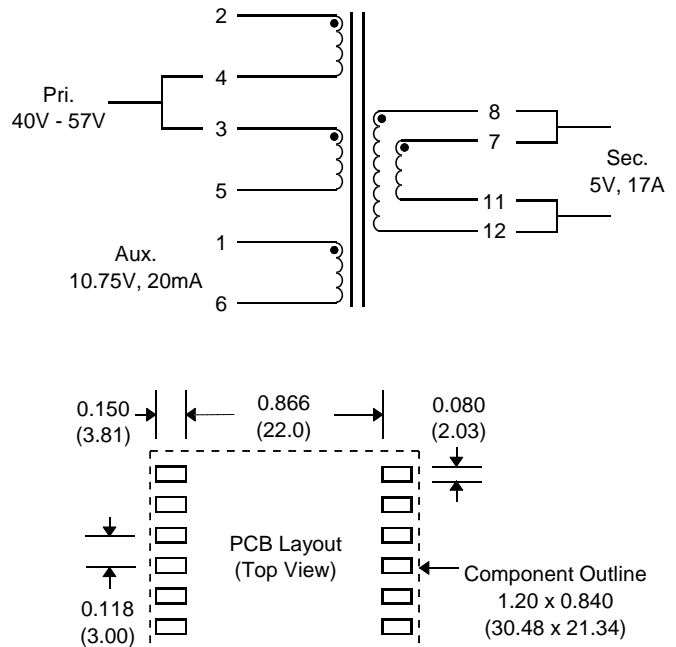 2
4
Pri.
40V - 57V
3
5
1
Aux.
10.75V, 20mA
6
8
7
Sec.
5V, 17A
11
12
0.150
(3.81)
0.866
(22.0)
0.080
(2.03)
PCB Layout
(Top View)
0.118
(3.00)
Component Outline
1.20 x 0.840
(30.48 x 21.34)